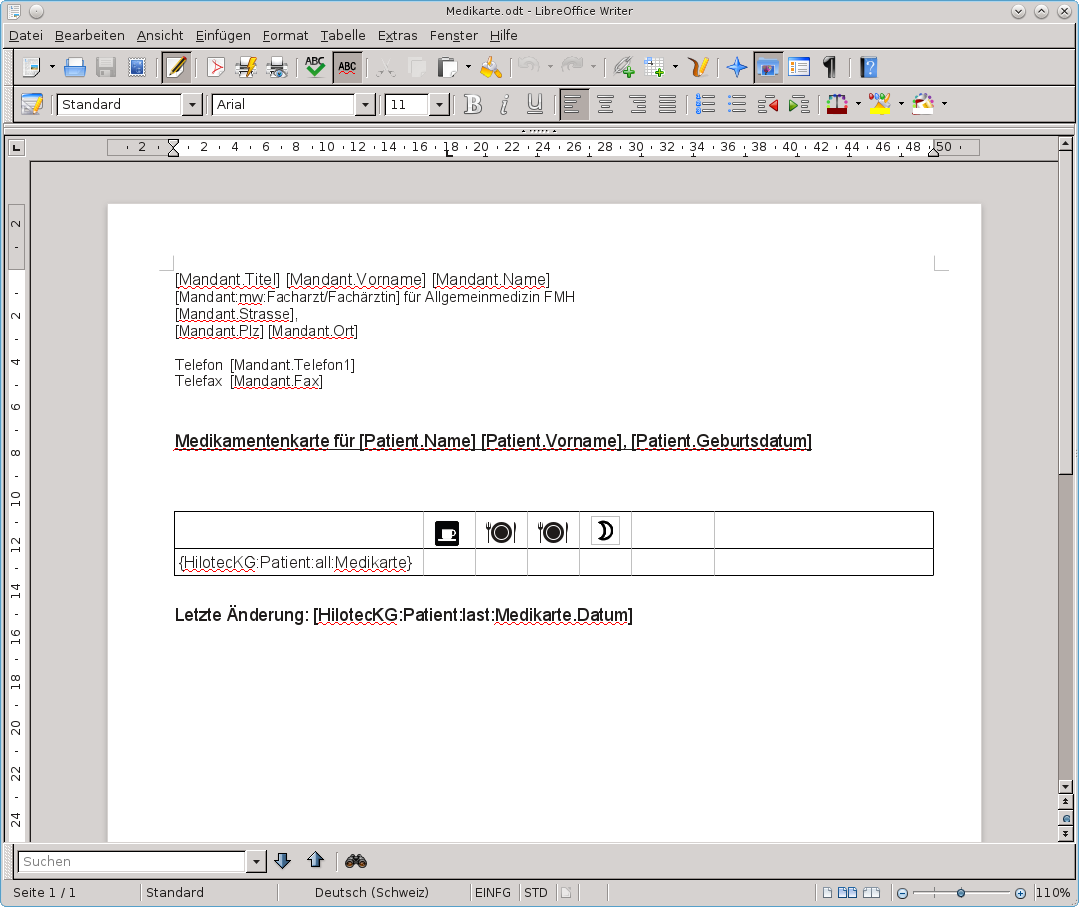 Medikarte.odt - LibreOffice Writer
Datei Bearbeiten Ansicht Einfügen Format Tabelle Extras Fenster Hilfe
ABC ABC
Standard Arial 11 B i U
2 2 4 6 8 10 12 14 16 18 20 22 24 26 28 30 32 34 36 38 40 42 44 46 48 50
2
2
4
6
8
10
12
14
16
18
20
22
24
[Mandant.Titel] [Mandant.Vorname] [Mandant.Name]
[Mandant:mw:Facharzt/Fachärztin] für Allgemeinmedizin FMH
[Mandant.Strasse],
[Mandant.Plz] [Mandant.Ort]
Telefon [Mandant.Telefon1]
Telefax [Mandant.Fax]
Medikamentenkarte für [Patient.Name] [Patient.Vorname], [Patient.Geburtsdatum]
{HilotecKG:Patient:all:Medikarte}
Letzte Änderung: [HilotecKG:Patient:last:Medikarte.Datum]
Suchen
Seite 1 / 1 Standard Deutsch (Schweiz) EINFG STD 110%